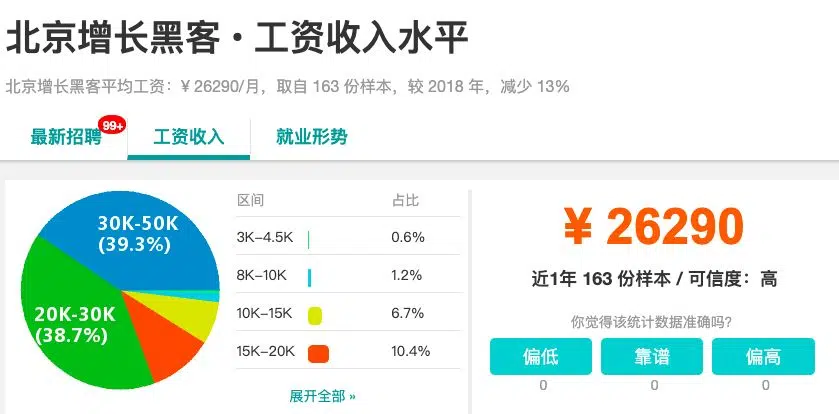 北京增长黑客・工资收入水平
北京增长黑客平均工资：¥ 26290/月，取自 163 份样本，较 2018 年，减少 13%
最新招聘 99+ 工资收入 就业形势
30K-50K
(39.3%)
20K-30K
(38.7%)
区间 占比
3K–4.5K 0.6%
8K–10K 1.2%
10K–15K 6.7%
15K–20K 10.4%
展开全部 »
¥ 26290
近1年 163 份样本 / 可信度：高
你觉得该统计数据准确吗?
偏低 靠谱 偏高
0 0 0